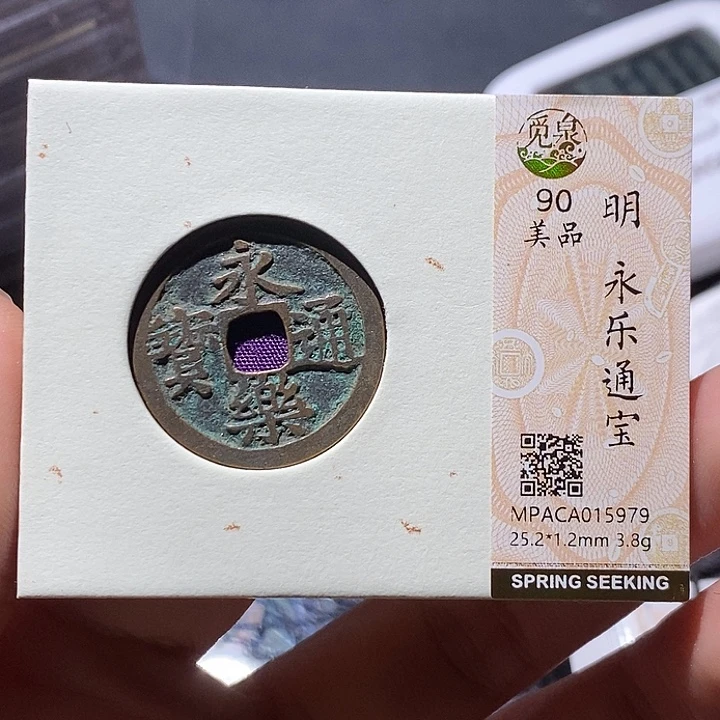 永樂通寶
觅泉
90
美品
明 永乐通宝
MPACA015979
25.2*1.2mm 3.8g
SPRING SEEKING